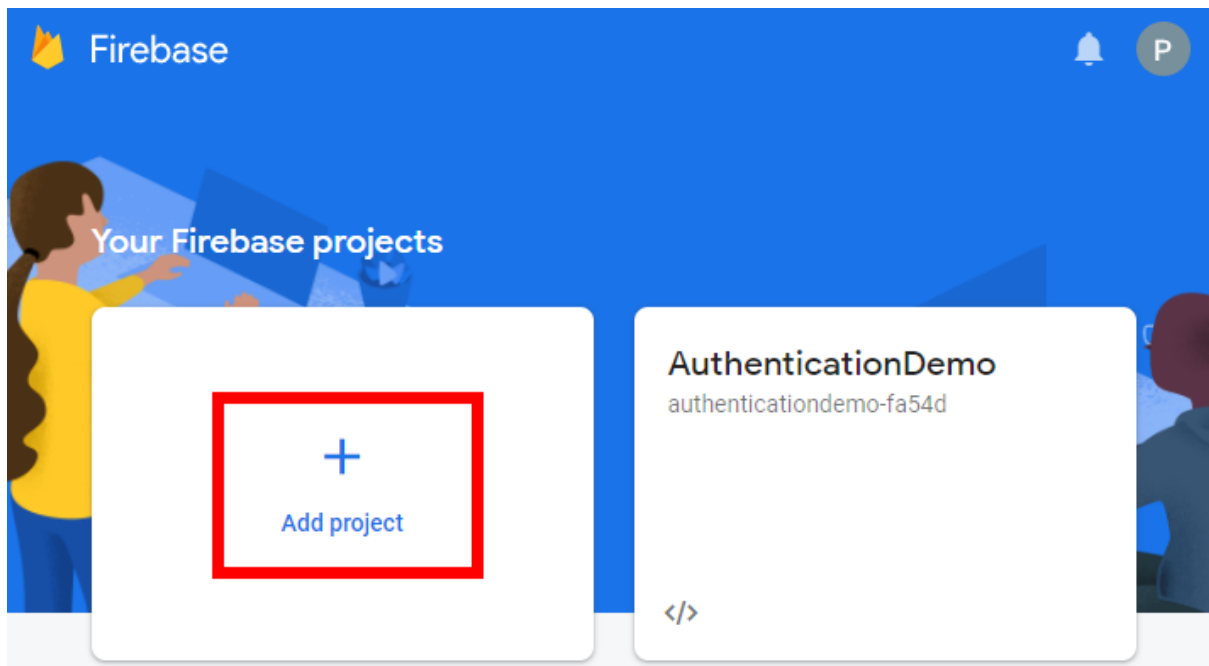 Firebase
P
Your Firebase projects
Add project
AuthenticationDemo
authenticationdemo-fa54d
</>